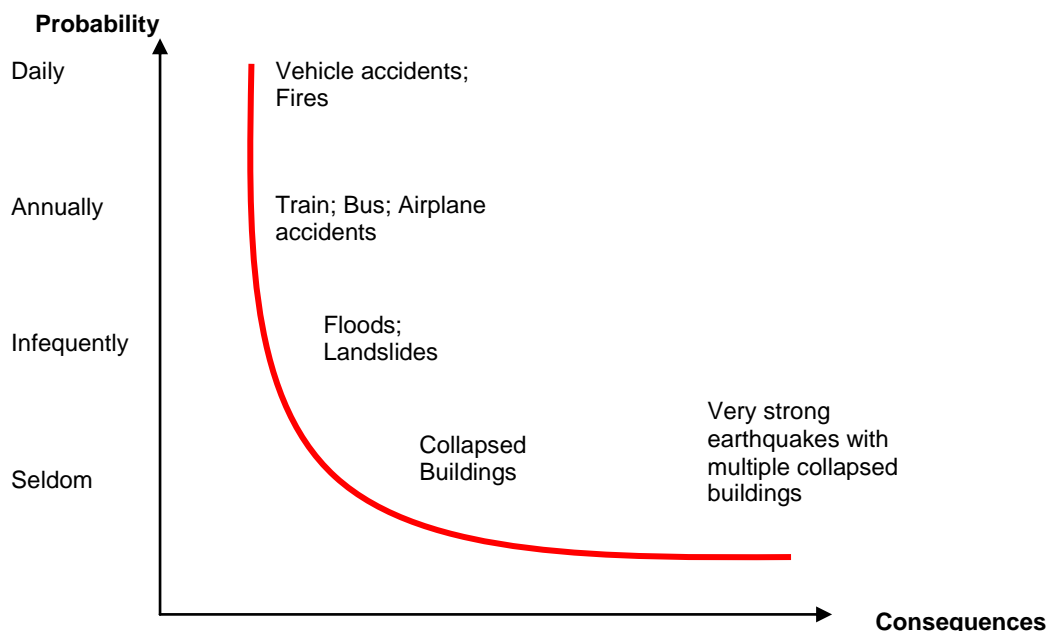 Probability
Daily
Vehicle accidents;
Fires
Annually
Train; Bus; Airplane
accidents
Infequently
Floods;
Landslides
Seldom
Collapsed
Buildings
Very strong
earthquakes with
multiple collapsed
buildings
Consequences